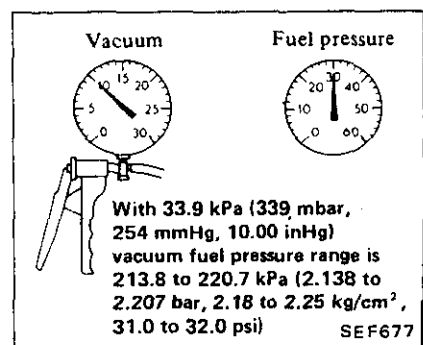 Vacuum
Fuel pressure
0 5 10 15 20 25 30
0 10 20 30 40 50 60
With 33.9 kPa (339 mbar,
254 mmHg, 10.00 inHg)
vacuum fuel pressure range is
213.8 to 220.7 kPa (2.138 to
2.207 bar, 2.18 to 2.25 kg/cm²,
31.0 to 32.0 psi)
SEF677